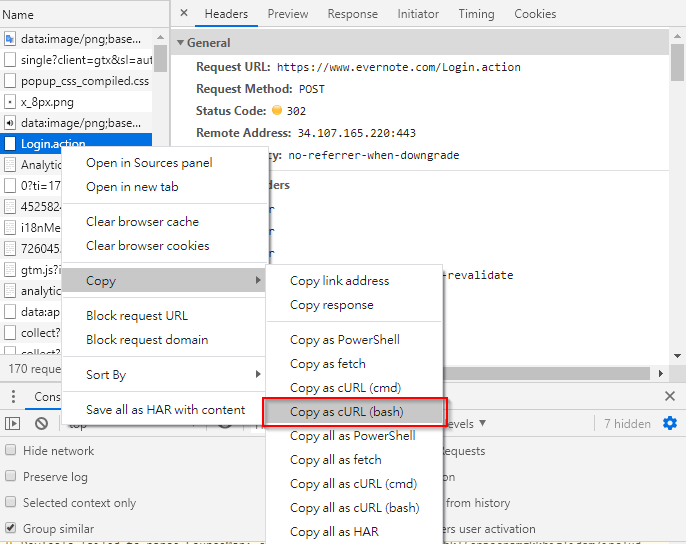 Name
data:image/png;base...
single?client=gtx&sl=aut
popup_css_compiled.css
x_8px.png
data:image/png;base...
Login.action
Analytic
0?ti=17
452582
i18nMe
726045
gtm.js?i
analytic
data:ap
collect?
collect?
170 request
Headers
Preview
Response
Initiator
Timing
Cookies
General
Request URL: https://www.evernote.com/Login.action
Request Method: POST
Status Code: 302
Remote Address: 34.107.165.220:443
no-referrer-when-downgrade
-revalidate
Open in Sources panel
Open in new tab
Clear browser cache
Clear browser cookies
Copy
Block request URL
Block request domain
Sort By
Save all as HAR with content
Copy link address
Copy response
Copy as PowerShell
Copy as fetch
Copy as cURL (cmd)
Copy as cURL (bash)
Copy all as PowerShell
Copy all as fetch
Copy all as cURL (cmd)
Copy all as cURL (bash)
Copy all as HAR
Cons
top
evels
7 hidden
Hide network
Preserve log
Selected context only
Group similar
Requests
from history
ers user activation